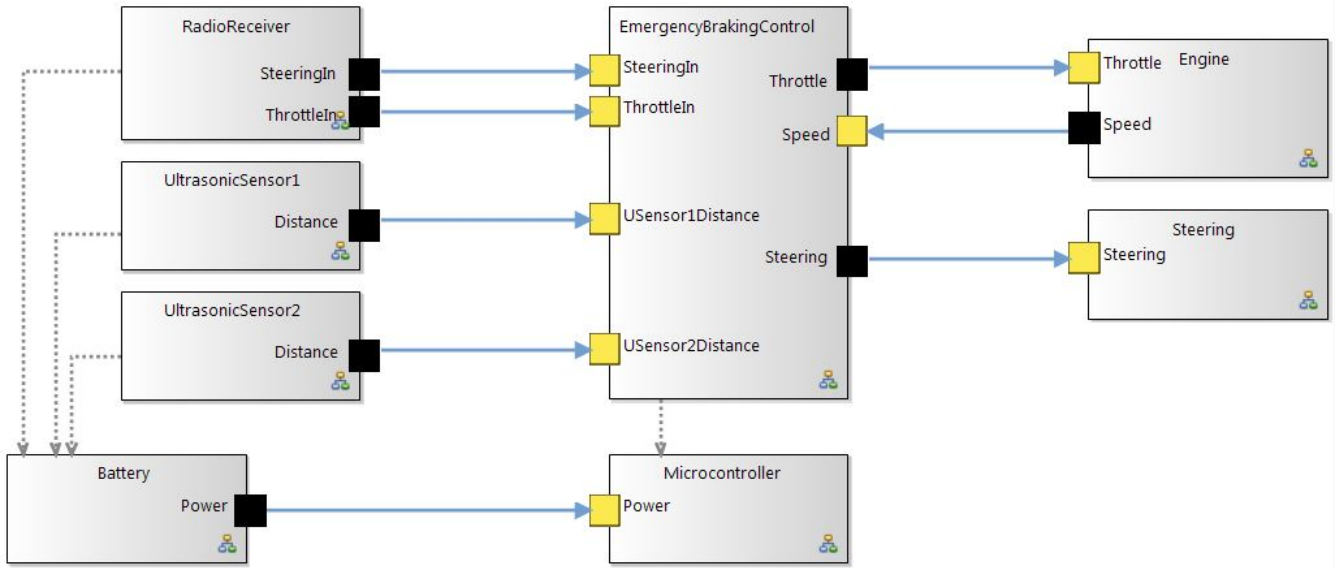 RadioReceiver
SteeringIn
ThrottleIn
UltrasonicSensor1
Distance
UltrasonicSensor2
Distance
Battery
Power
EmergencyBrakingControl
SteeringIn
ThrottleIn
Throttle
Speed
USensor1Distance
Steering
USensor2Distance
Microcontroller
Power
Throttle Engine
Speed
Steering
Steering